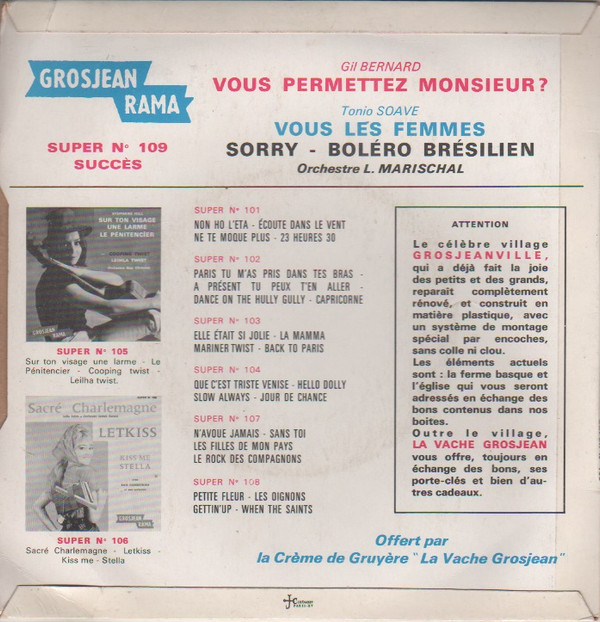 GROSJEAN
RAMA
SUPER N° 109
SUCCÈS
Gil BERNARD
VOUS PERMETTEZ MONSIEUR?
Tonio SOAVE
VOUS LES FEMMES
SORRY - BOLÉRO BRÉSILIEN
Orchestre L. MARISCHAL
SUR TON VISAGE
UNE LARME
LE PÉNITENCIER
COOPING TWIST
LEILHA TWIST
GROSJEAN
RAMA
SUPER N° 105
Sur ton visage une larme - Le
Pénitencier - Cooping twist -
Leilha twist.
Sacré Charlemagne
LETKISS
KISS ME
STELLA
GROSJEAN
RAMA
SUPER N° 106
Sacré Charlemagne - Letkiss -
Kiss me - Stella
SUPER N° 101
NON HO L'ETA - ÉCOUTE DANS LE VENT
NE TE MOQUE PLUS - 23 HEURES 30
SUPER N° 102
PARIS TU M'AS PRIS DANS TES BRAS -
A PRÉSENT TU PEUX T'EN ALLER -
DANCE ON THE HULLY GULLY - CAPRICORNE
SUPER N° 103
ELLE ÉTAIT SI JOLIE - LA MAMMA
MARINER TWIST - BACK TO PARIS
SUPER N° 104
QUE C'EST TRISTE VENISE - HELLO DOLLY
SLOW ALWAYS - JOUR DE CHANCE
SUPER N° 107
N'AVOUE JAMAIS - SANS TOI
LES FILLES DE MON PAYS
LE ROCK DES COMPAGNONS
SUPER N° 108
PETITE FLEUR - LES OIGNONS
GETTIN'UP - WHEN THE SAINTS
ATTENTION
Le célèbre village
GROSJEANVILLE,
qui a déjà fait la joie
des petits et des grands,
reparaît complètement
rénové, et construit en
matière plastique, avec
un système de montage
spécial par encoches,
sans colle ni clou.
Les éléments actuels
sont : la ferme basque et
l'église qui vous seront
adressés en échange des
bons contenus dans nos
boites.
Outre le village,
LA VACHE GROSJEAN
vous offre, toujours en
échange des bons, ses
porte-clés et bien d'au-
tres cadeaux.
Offert par
la Crème de Gruyère "La Vache Grosjean"